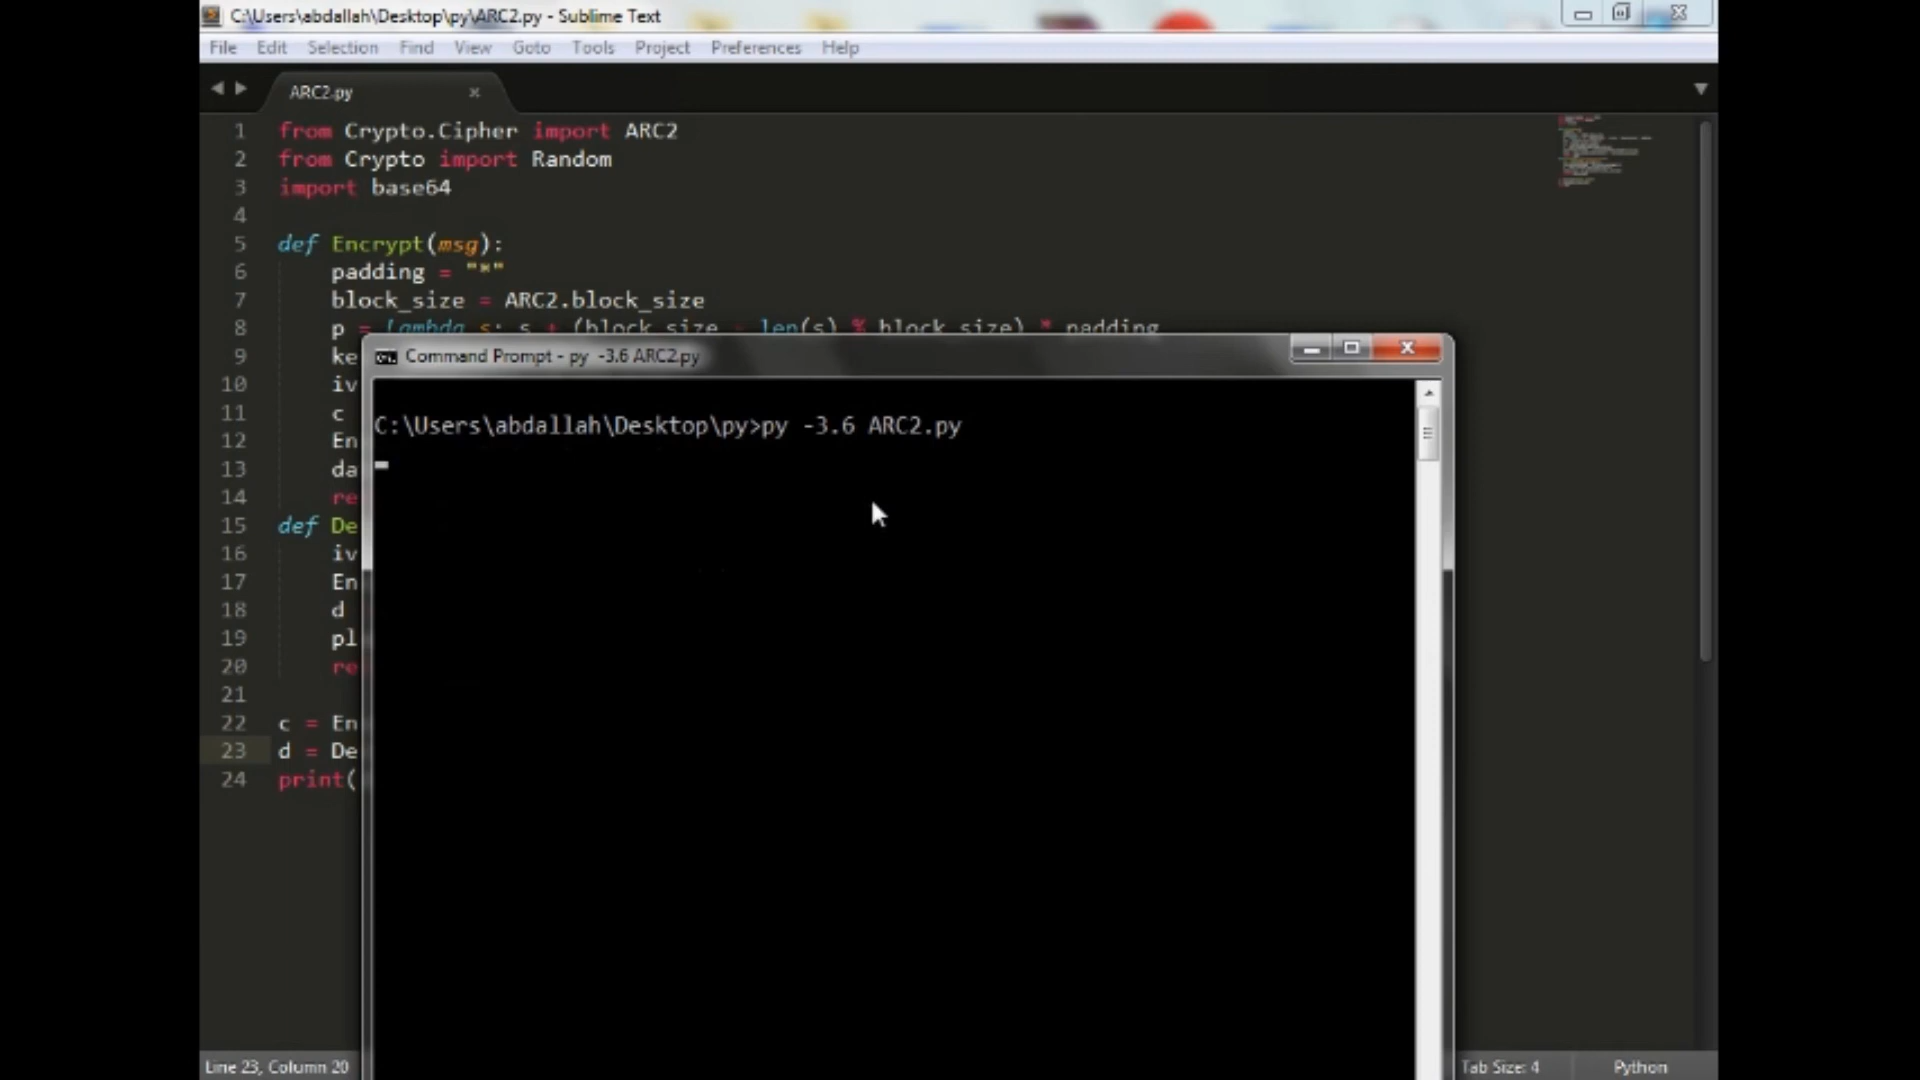 C:\Users\abdallah\Desktop\py\ARC2.py - Sublime Text
File Edit Selection Find View Goto Tools Project Preferences Help
ARC2.py
1 from Crypto.Cipher import ARC2
2 from Crypto import Random
3 import base64
4
5 def Encrypt(msg):
6 padding = "*"
7 block_size = ARC2.block_size
8 p = lambda s: s + (block_size - len(s) % block_size) * padding
9 ke
10 iv
11 c
12 En
13 da
14 re
15 def De
16 iv
17 En
18 d
19 pl
20 re
21
22 c = En
23 d = De
24 print(
Command Prompt - py -3.6 ARC2.py
C:\Users\abdallah\Desktop\py>py -3.6 ARC2.py
Line 23, Column 20
Tab Size: 4
Python